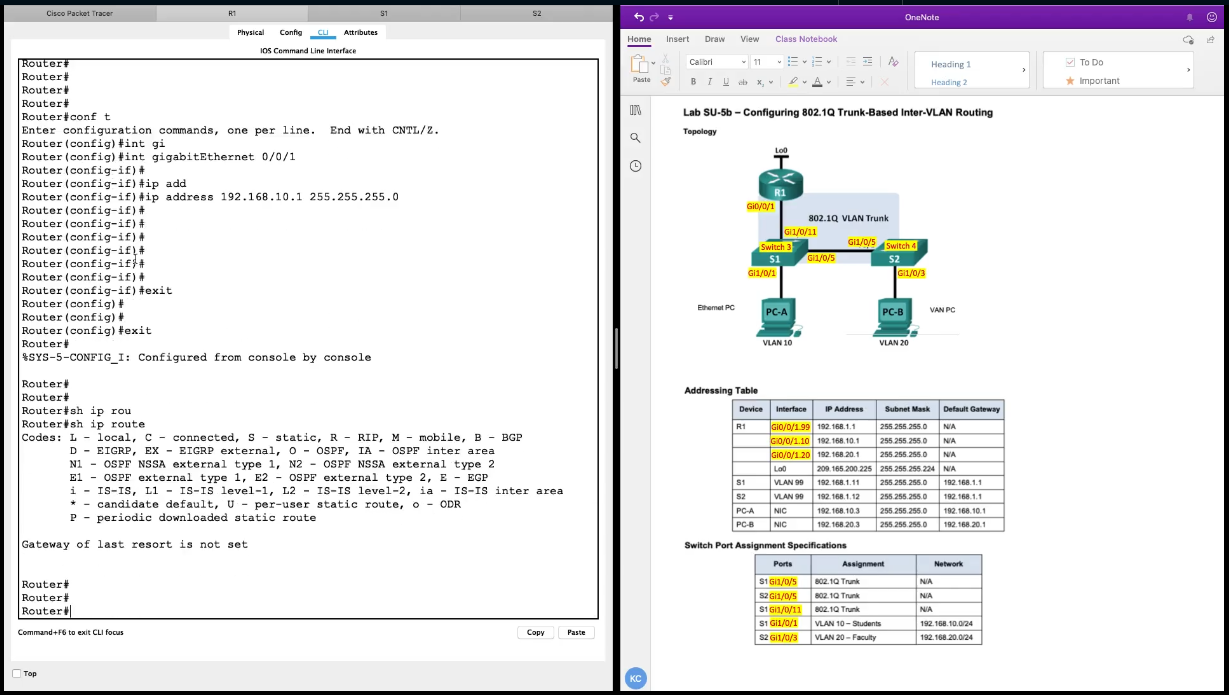 Cisco Packet Tracer
R1
S1
S2
Physical
Config
CLI
Attributes
IOS Command Line Interface
Router#
Router#
Router#
Router#
Router#conf t
Enter configuration commands, one per line.  End with CNTL/Z.
Router(config)#int gi
Router(config)#int gigabitEthernet 0/0/1
Router(config-if)#
Router(config-if)#ip add
Router(config-if)#ip address 192.168.10.1 255.255.255.0
Router(config-if)#
Router(config-if)#
Router(config-if)#
Router(config-if)#
Router(config-if)#
Router(config-if)#
Router(config-if)#exit
Router(config)#
Router(config)#
Router(config)#exit
Router#
%SYS-5-CONFIG_I: Configured from console by console
Router#
Router#
Router#sh ip rou
Router#sh ip route
Codes: L - local, C - connected, S - static, R - RIP, M - mobile, B - BGP
D - EIGRP, EX - EIGRP external, O - OSPF, IA - OSPF inter area
N1 - OSPF NSSA external type 1, N2 - OSPF NSSA external type 2
E1 - OSPF external type 1, E2 - OSPF external type 2, E - EGP
i - IS-IS, L1 - IS-IS level-1, L2 - IS-IS level-2, ia - IS-IS inter area
* - candidate default, U - per-user static route, o - ODR
P - periodic downloaded static route
Gateway of last resort is not set
Router#
Router#
Router#
Command+F6 to exit CLI focus
Copy
Paste
Top
OneNote
Home
Insert
Draw
View
Class Notebook
Paste
Calibri
11
B I U ab x
A
Heading 1
Heading 2
To Do
Important
Lab SU-5b – Configuring 802.1Q Trunk-Based Inter-VLAN Routing
Topology
Lo0
R1
Gi0/0/1
802.1Q VLAN Trunk
Gi1/0/11
Gi1/0/5
Switch 3
Switch 4
S1
Gi1/0/5
S2
Gi1/0/1
Gi1/0/3
Ethernet PC
PC-A
PC-B
VAN PC
VLAN 10
VLAN 20
Addressing Table
Device Interface IP Address Subnet Mask Default Gateway
R1 Gi0/0/1.99 192.168.1.1 255.255.255.0 N/A
Gi0/0/1.10 192.168.10.1 255.255.255.0 N/A
Gi0/0/1.20 192.168.20.1 255.255.255.0 N/A
Lo0 209.165.200.225 255.255.255.224 N/A
S1 VLAN 99 192.168.1.11 255.255.255.0 192.168.1.1
S2 VLAN 99 192.168.1.12 255.255.255.0 192.168.1.1
PC-A NIC 192.168.10.3 255.255.255.0 192.168.10.1
PC-B NIC 192.168.20.3 255.255.255.0 192.168.20.1
Switch Port Assignment Specifications
Ports Assignment Network
S1 Gi1/0/5 802.1Q Trunk N/A
S2 Gi1/0/5 802.1Q Trunk N/A
S1 Gi1/0/11 802.1Q Trunk N/A
S1 Gi1/0/1 VLAN 10 – Students 192.168.10.0/24
S2 Gi1/0/3 VLAN 20 – Faculty 192.168.20.0/24
KC